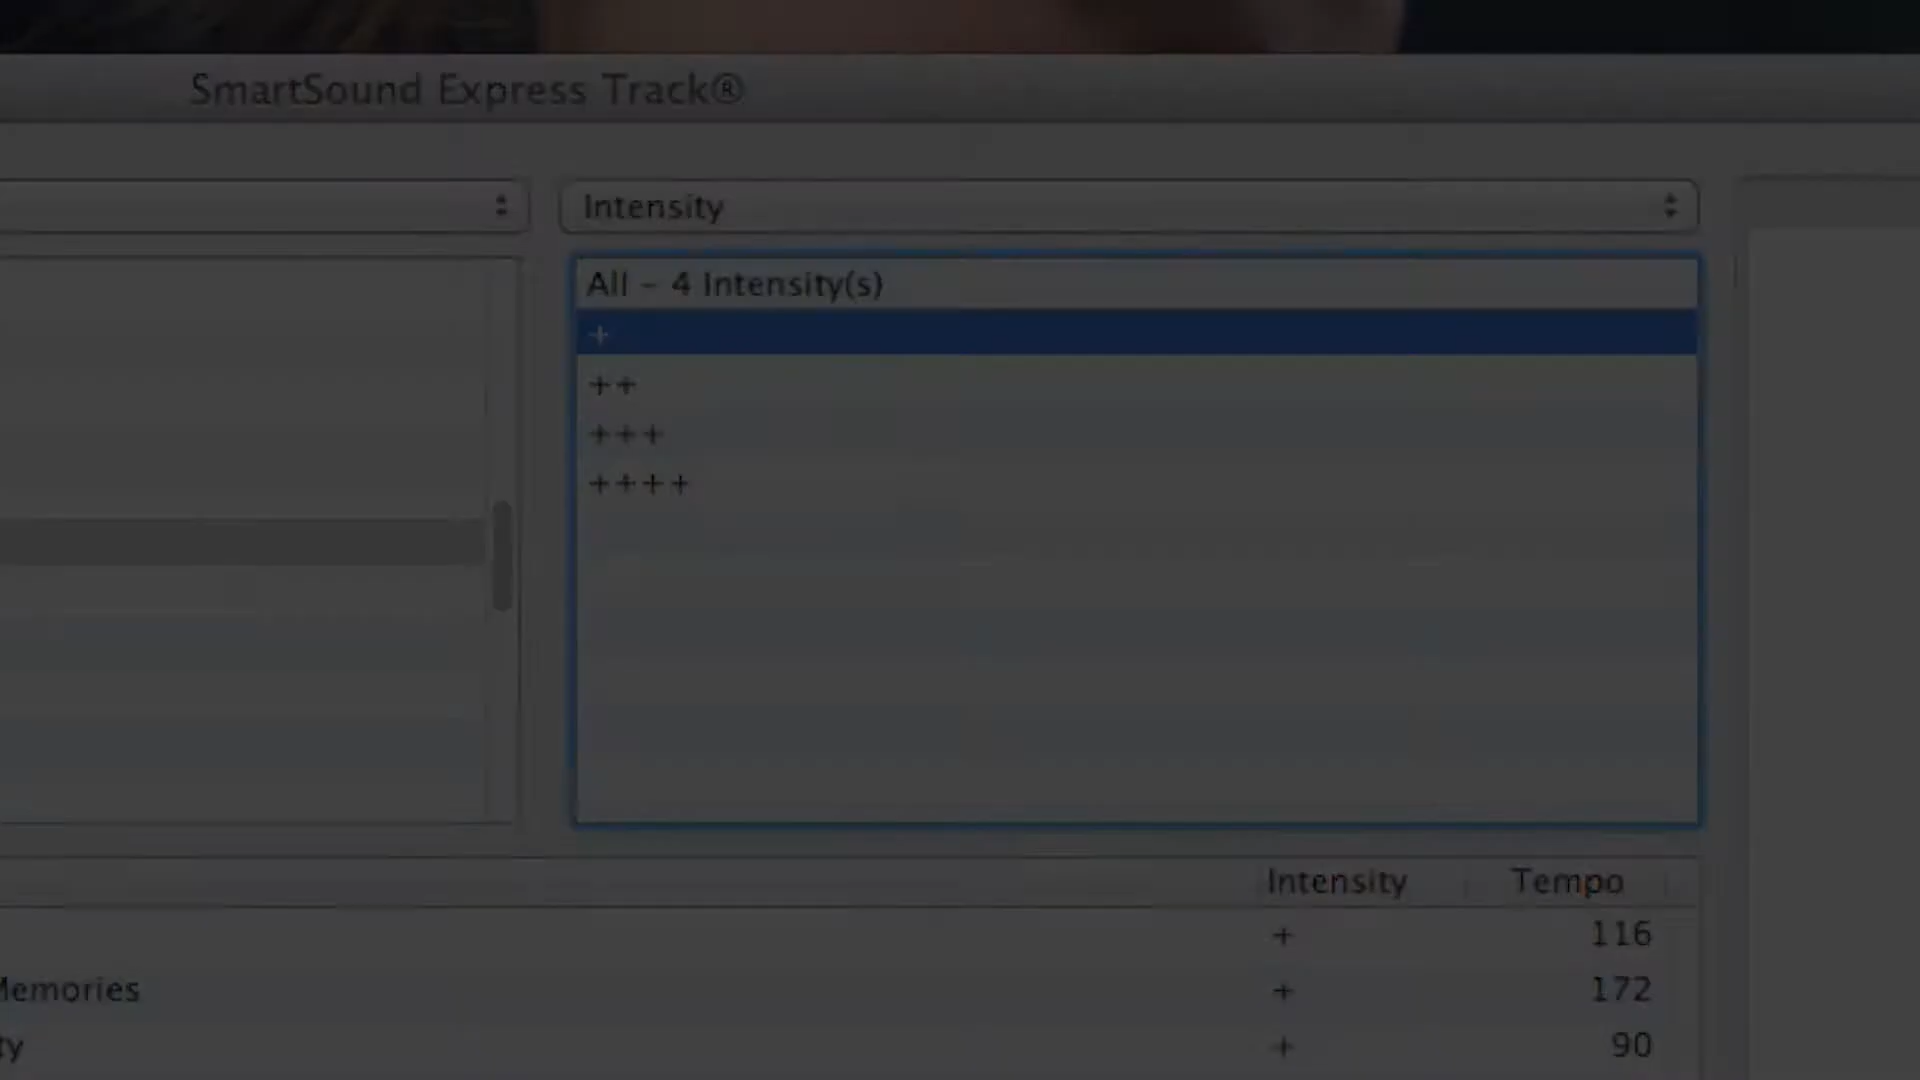 SmartSound Express Track®
Intensity
All - 4 Intensity(s)
+
++
+++
++++
Intensity Tempo
+ 116
Memories + 172
ty + 90